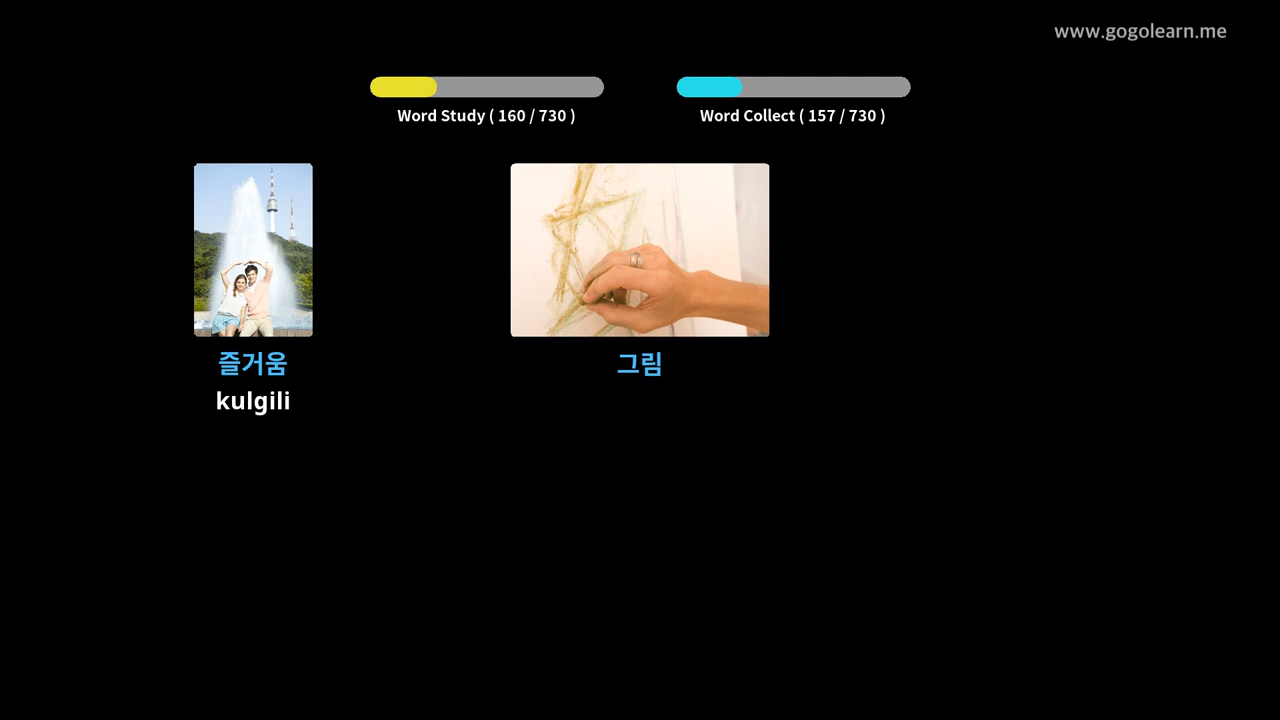 www.gogolearn.me
Word Study ( 160 / 730 )
Word Collect ( 157 / 730 )
즐거움
kulgili
그림